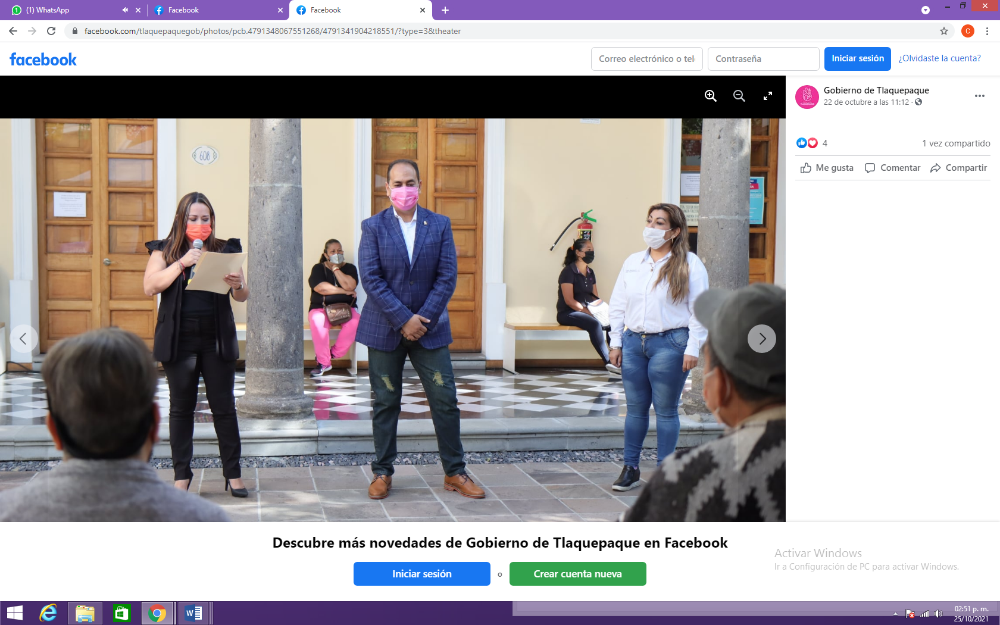 (1) WhatsApp
Facebook
Facebook
facebook.com/tlaquepaquegob/photos/pcb.4791348067551268/4791341904218551/?type=3&theater
C
facebook
Correo electrónico o telé
Contraseña
Iniciar sesión
¿Olvidaste la cuenta?
Gobierno de Tlaquepaque
22 de octubre a las 11:12 ·
4
1 vez compartido
Me gusta
Comentar
Compartir
608
Descubre más novedades de Gobierno de Tlaquepaque en Facebook
Iniciar sesión
o
Crear cuenta nueva
Activar Windows
Ir a Configuración de PC para activar Windows.
02:51 p. m.
25/10/2021